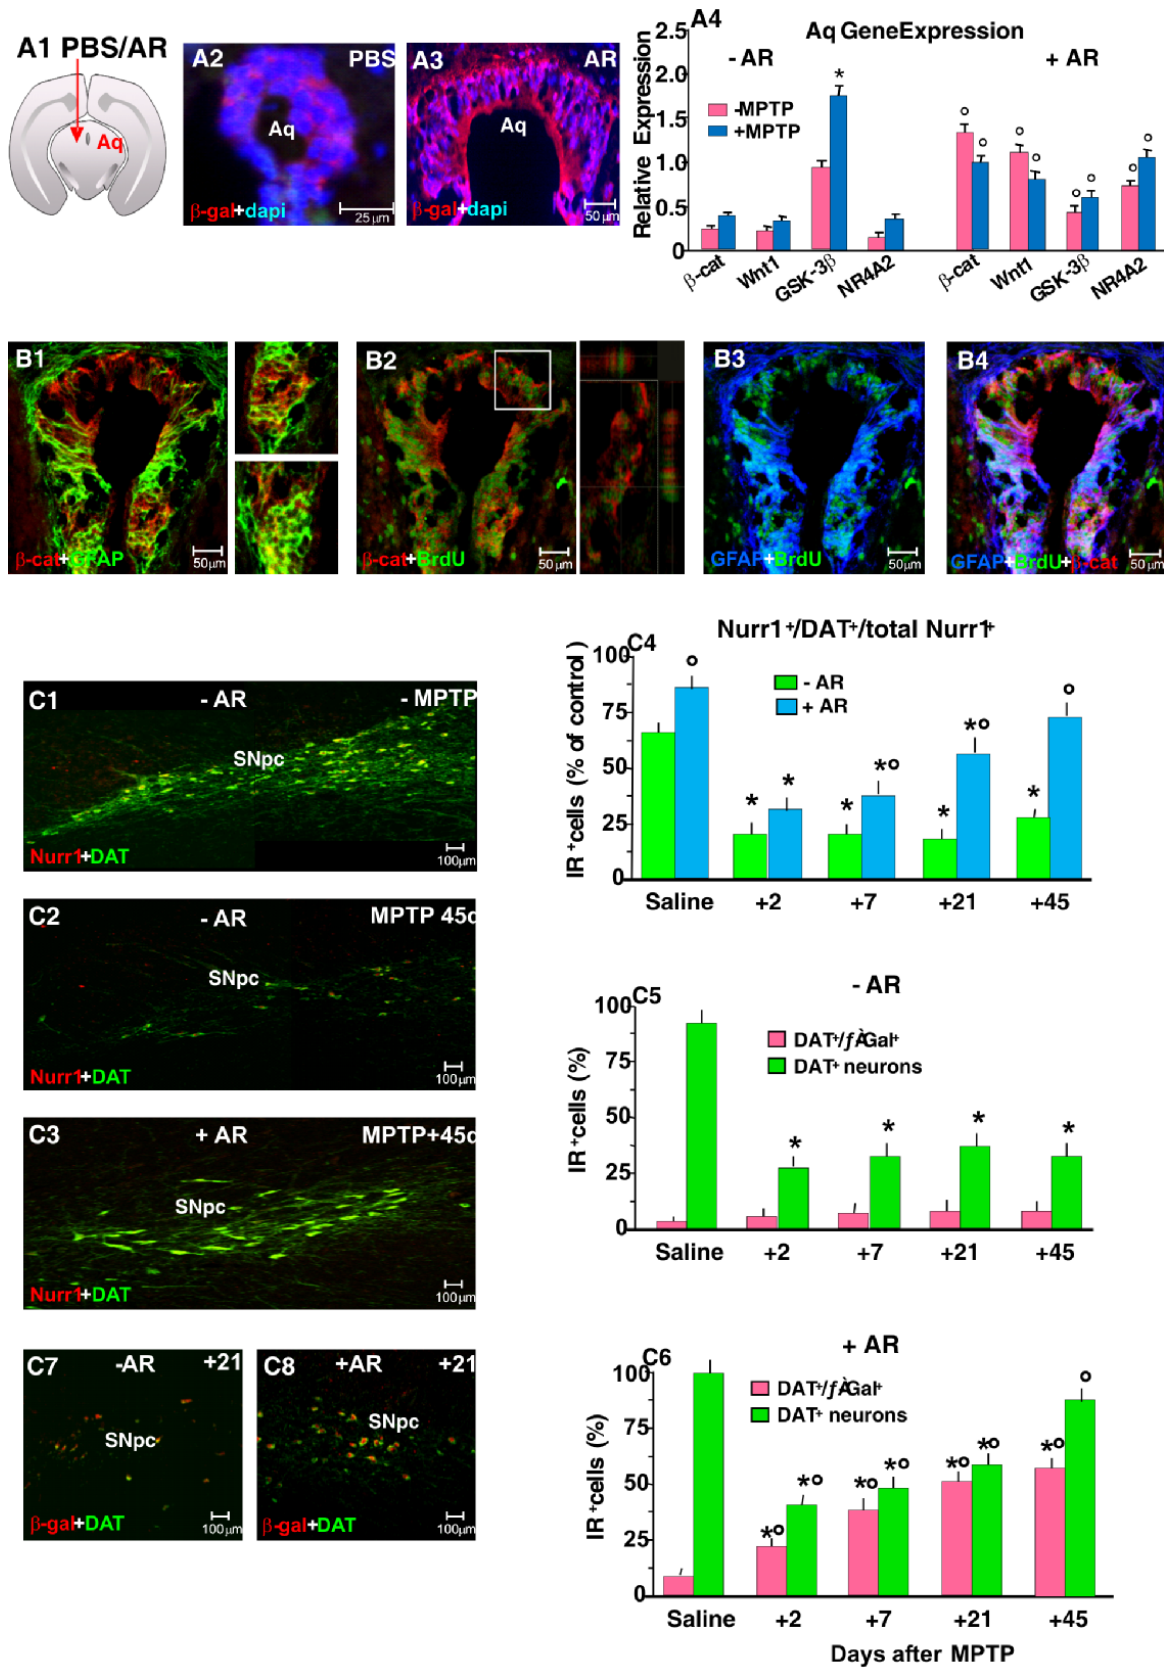 A1 PBS/AR
Aq
A2 PBS
Aq
β-gal+dapi
25 μm
A3 AR
Aq
β-gal+dapi
50 μm
A4
Aq GeneExpression
- AR + AR
-MPTP
+MPTP
Relative Expression
2.5
2.0
1.5
1.0
0.5
0
*
β-cat Wnt1 GSK-3β NR4A2 β-cat Wnt1 GSK-3β NR4A2
B1
β-cat+GFAP
50μm
B2
β-cat+BrdU
50 μm
B3
GFAP+BrdU
50μm
B4
GFAP+BrdU+β-cat
50μm
C1 - AR - MPTP
SNpc
Nurr1+DAT
100μm
C2 - AR MPTP 45d
SNpc
Nurr1+DAT
100μm
C3 + AR MPTP+45d
SNpc
Nurr1+DAT
100μm
C7 -AR +21
SNpc
β-gal+DAT
100μm
C8 +AR +21
SNpc
β-gal+DAT
100μm
Nurr1+/DAT+/total Nurr1+
C4
- AR
+ AR
IR +cells (% of control )
100
75
50
25
0
Saline +2 +7 +21 +45
- AR
C5
DAT+/ƒÀGal+
DAT+ neurons
IR +cells (%)
100
75
50
25
0
Saline +2 +7 +21 +45
+ AR
C6
DAT+/ƒÀGal+
DAT+ neurons
IR +cells (%)
100
75
50
25
0
Saline +2 +7 +21 +45
Days after MPTP